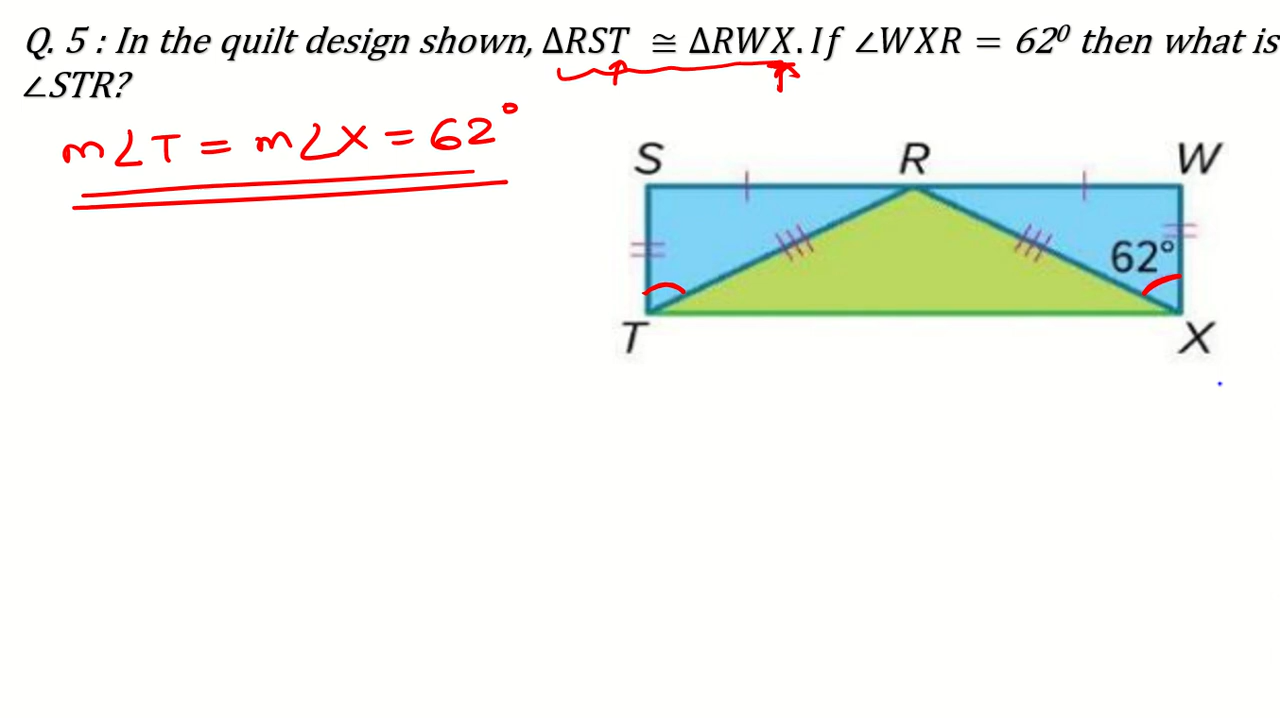 Q. 5 : In the quilt design shown, ΔRST ≅ ΔRWX. If ∠WXR = 62⁰ then what is
∠STR?
m∠T = m∠X = 62°
S R W
62°
T X